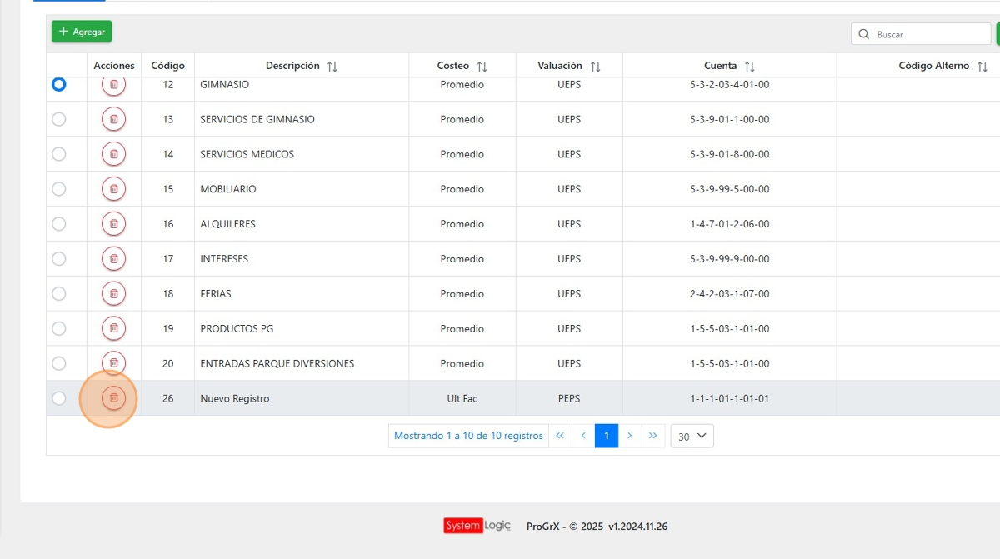 Agregar
Buscar
Acciones Código Descripción Costeo Valuación Cuenta Código Alterno
12 GIMNASIO Promedio UEPS 5-3-2-03-4-01-00
13 SERVICIOS DE GIMNASIO Promedio UEPS 5-3-9-01-1-00-00
14 SERVICIOS MEDICOS Promedio UEPS 5-3-9-01-8-00-00
15 MOBILIARIO Promedio UEPS 5-3-9-99-5-00-00
16 ALQUILERES Promedio UEPS 1-4-7-01-2-06-00
17 INTERESES Promedio UEPS 5-3-9-99-9-00-00
18 FERIAS Promedio UEPS 2-4-2-03-1-07-00
19 PRODUCTOS PG Promedio UEPS 1-5-5-03-1-01-00
20 ENTRADAS PARQUE DIVERSIONES Promedio UEPS 1-5-5-03-1-01-00
26 Nuevo Registro Ult Fac PEPS 1-1-1-01-1-01-01
Mostrando 1 a 10 de 10 registros « ‹ 1 › » 30
System Logic ProGrX - © 2025 v1.2024.11.26